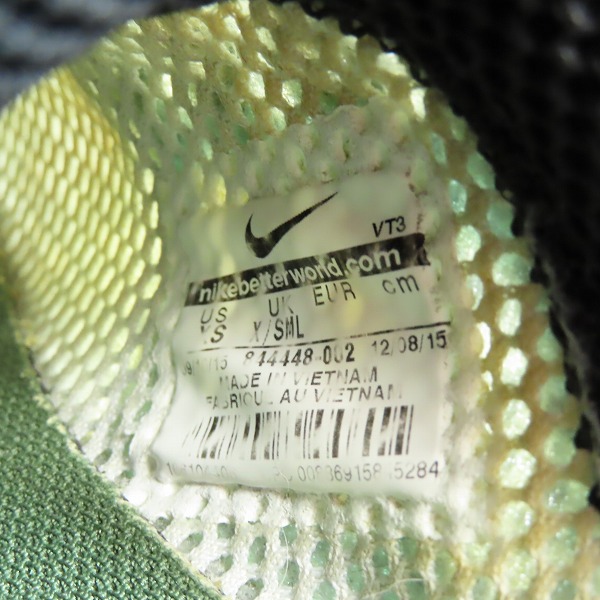 VT3
nikebetterworld.com
US UK EUR cm
YS X/SML
844448-002 12/08/15
MADE IN VIETNAM
FABRIQUE AU VIETNAM